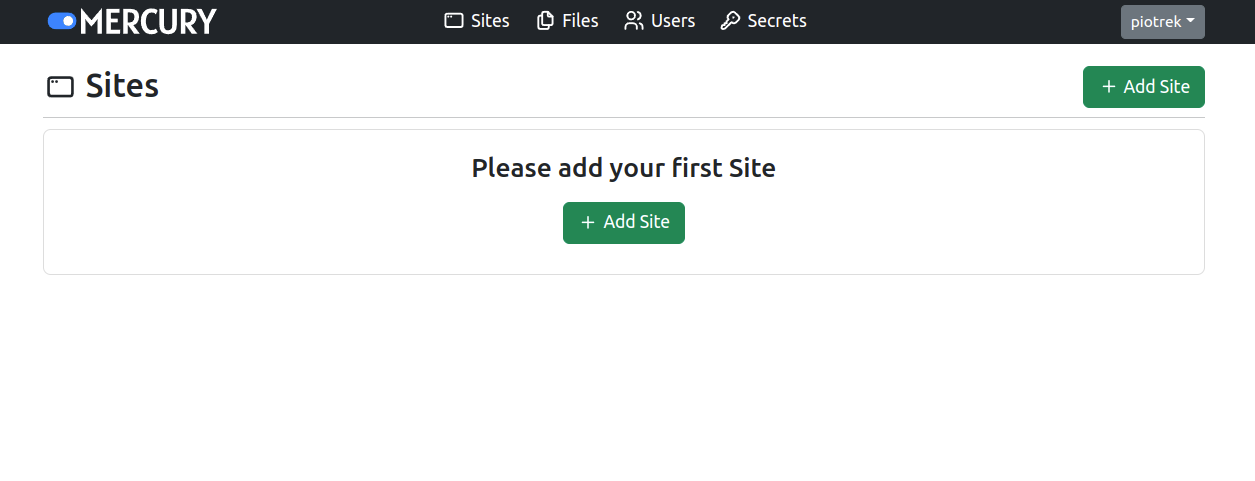 MERCURY Sites Files Users Secrets piotrek
Sites + Add Site
Please add your first Site
+ Add Site